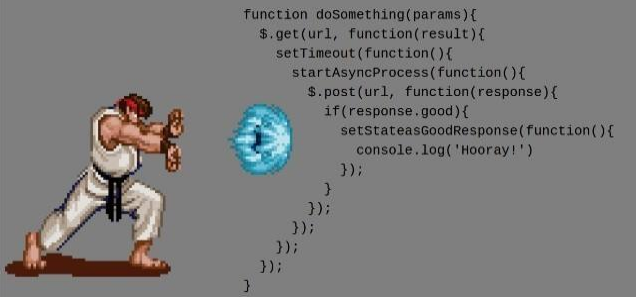 function doSomething(params){
  $.get(url, function(result){
    setTimeout(function(){
      startAsyncProcess(function(){
        $.post(url, function(response){
          if(response.good){
            setStateasGoodResponse(function(){
              console.log('Hooray!')
            });
          }
        });
      });
    });
  });
}